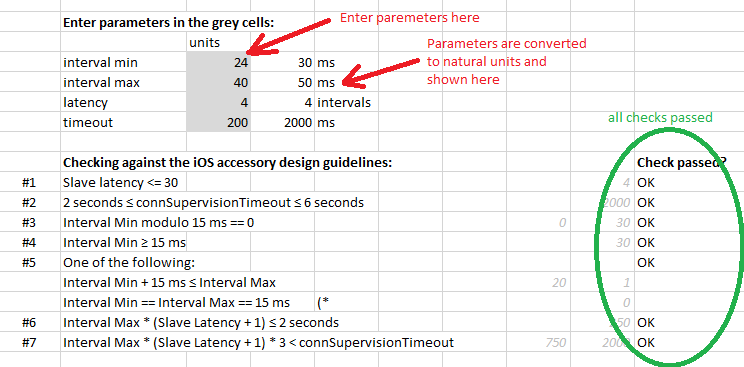 Enter parameters in the grey cells:
Enter paremeters here
units
interval min 24 30 ms
Parameters are converted
to natural units and
shown here
interval max 40 50 ms
latency 4 4 intervals
timeout 200 2000 ms
all checks passed
Checking against the iOS accessory design guidelines: Check passed?
#1 Slave latency <= 30 4 OK
#2 2 seconds ≤ connSupervisionTimeout ≤ 6 seconds 2000 OK
#3 Interval Min modulo 15 ms == 0 0 30 OK
#4 Interval Min ≥ 15 ms 30 OK
#5 One of the following: OK
Interval Min + 15 ms ≤ Interval Max 20 1
Interval Min == Interval Max == 15 ms (* 0
#6 Interval Max * (Slave Latency + 1) ≤ 2 seconds OK
#7 Interval Max * (Slave Latency + 1) * 3 < connSupervisionTimeout 750 2000 OK